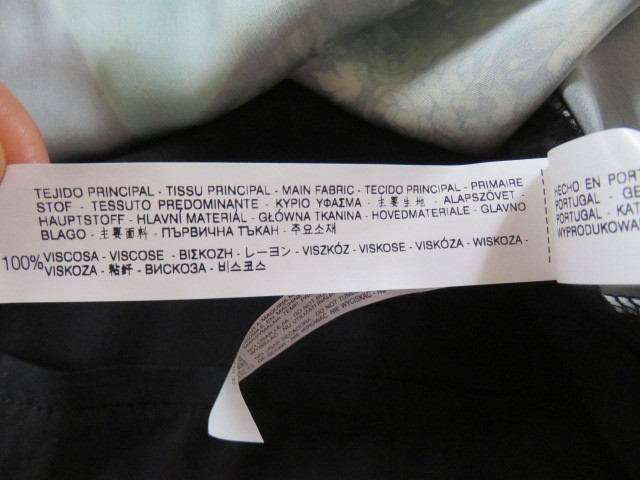 TEJIDO PRINCIPAL - TISSU PRINCIPAL - MAIN FABRIC - TECIDO PRINCIPAL - PRIMAIRE
STOF - TESSUTO PREDOMINANTE - ΚΥΡΙΟ ΥΦΑΣΜΑ - 主要生地 - ALAPSZÖVET -
HAUPTSTOFF - HLAVNÍ MATERIÁL - GŁÓWNA TKANINA - HOVEDMATERIALE - GLAVNO
BLAGO - 主要面料 - ПЪРВИЧНА ТЪКАН - 주요소재
100% VISCOSA - VISCOSE - ΒΙΣΚΟΖΗ - レーヨン - VISZKÓZ - VISKOSE - VISKÓZA - WISKOZA -
VISKOZA - 粘纤 - ВИСКОЗА - 비스코스
HECHO EN PORT
PORTUGAL - GE
PORTUGAL - KAT
WYPRODUKOWA